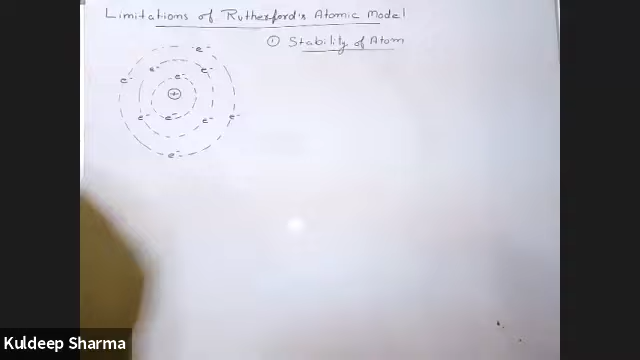 Limitations of Rutherford's Atomic Model
① Stability of Atom
e⁻
e⁻ e⁻
e⁻ e⁻
+
e⁻ e⁻ e⁻ e⁻
e⁻
Kuldeep Sharma